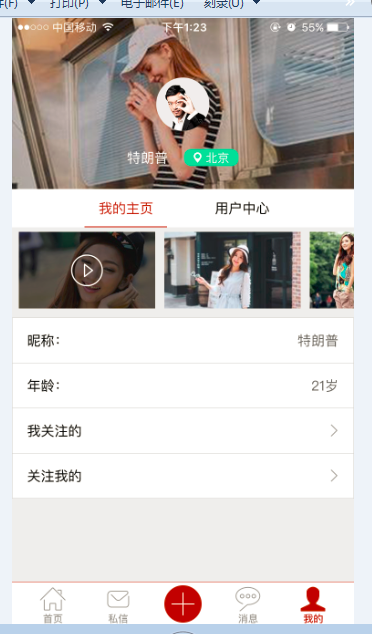 (F) 打印(P) 电子邮件(E) 刻录(U)
中国移动 下午1:23 55%
特朗普 北京
我的主页 用户中心
昵称: 特朗普
年龄: 21岁
我关注的
关注我的
首页 私信 消息 我的